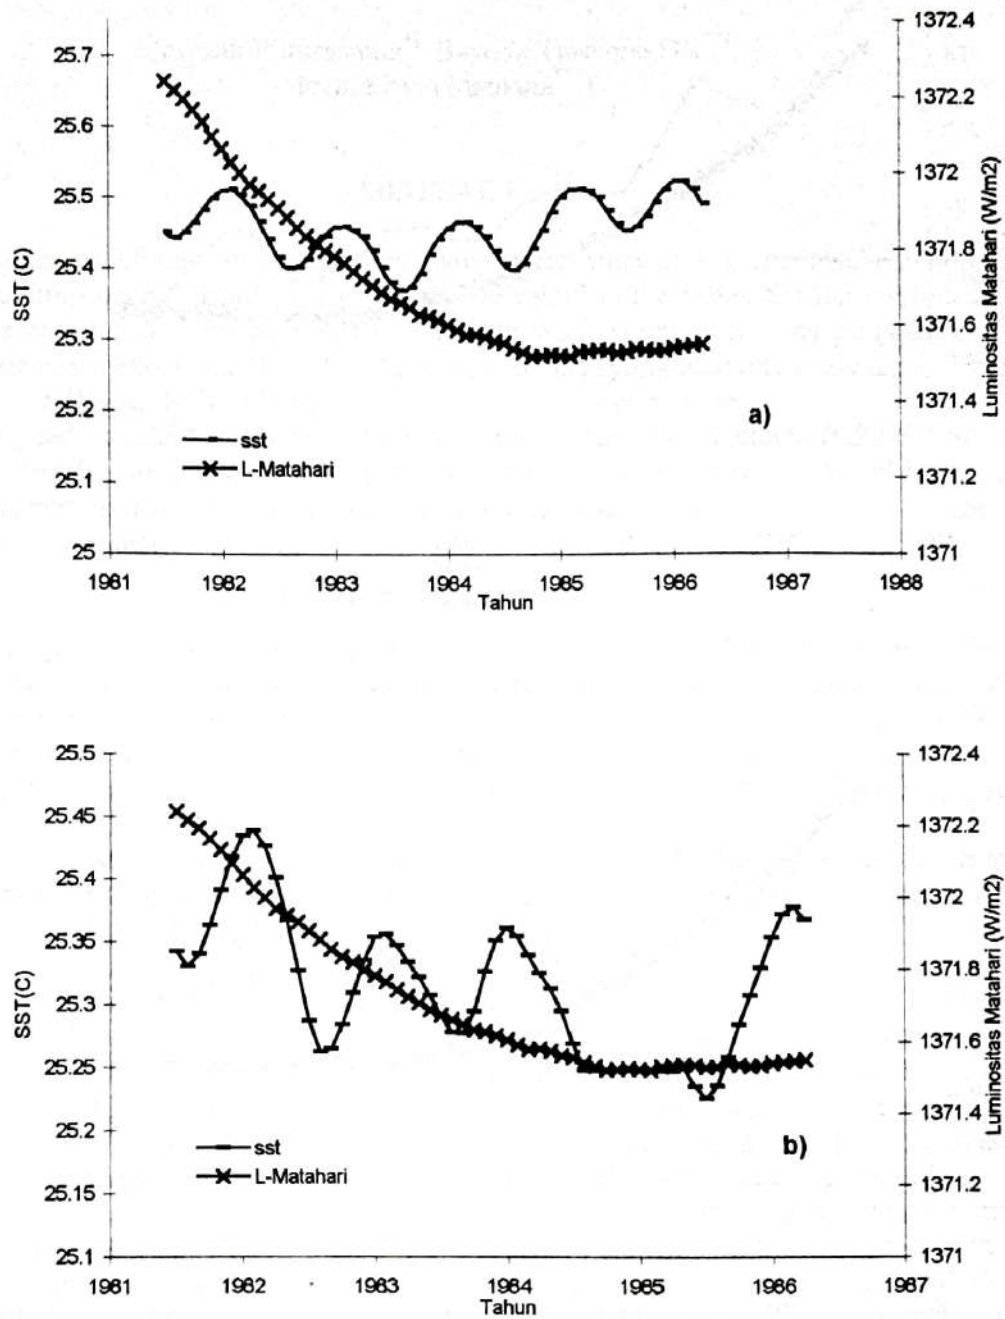 25.7
25.6
25.5
25.4
25.3
25.2
25.1
25
SST (C)
1372.4
1372.2
1372
1371.8
1371.6
1371.4
1371.2
1371
Luminositas Matahari (W/m2)
a)
sst
L-Matahari
1981 1982 1983 1984 1985 1986 1987 1988
Tahun
25.5
25.45
25.4
25.35
25.3
25.25
25.2
25.15
25.1
SST(C)
1372.4
1372.2
1372
1371.8
1371.6
1371.4
1371.2
1371
Luminositas Matahari (W/m2)
b)
sst
L-Matahari
1981 1982 1983 1984 1985 1986 1987
Tahun